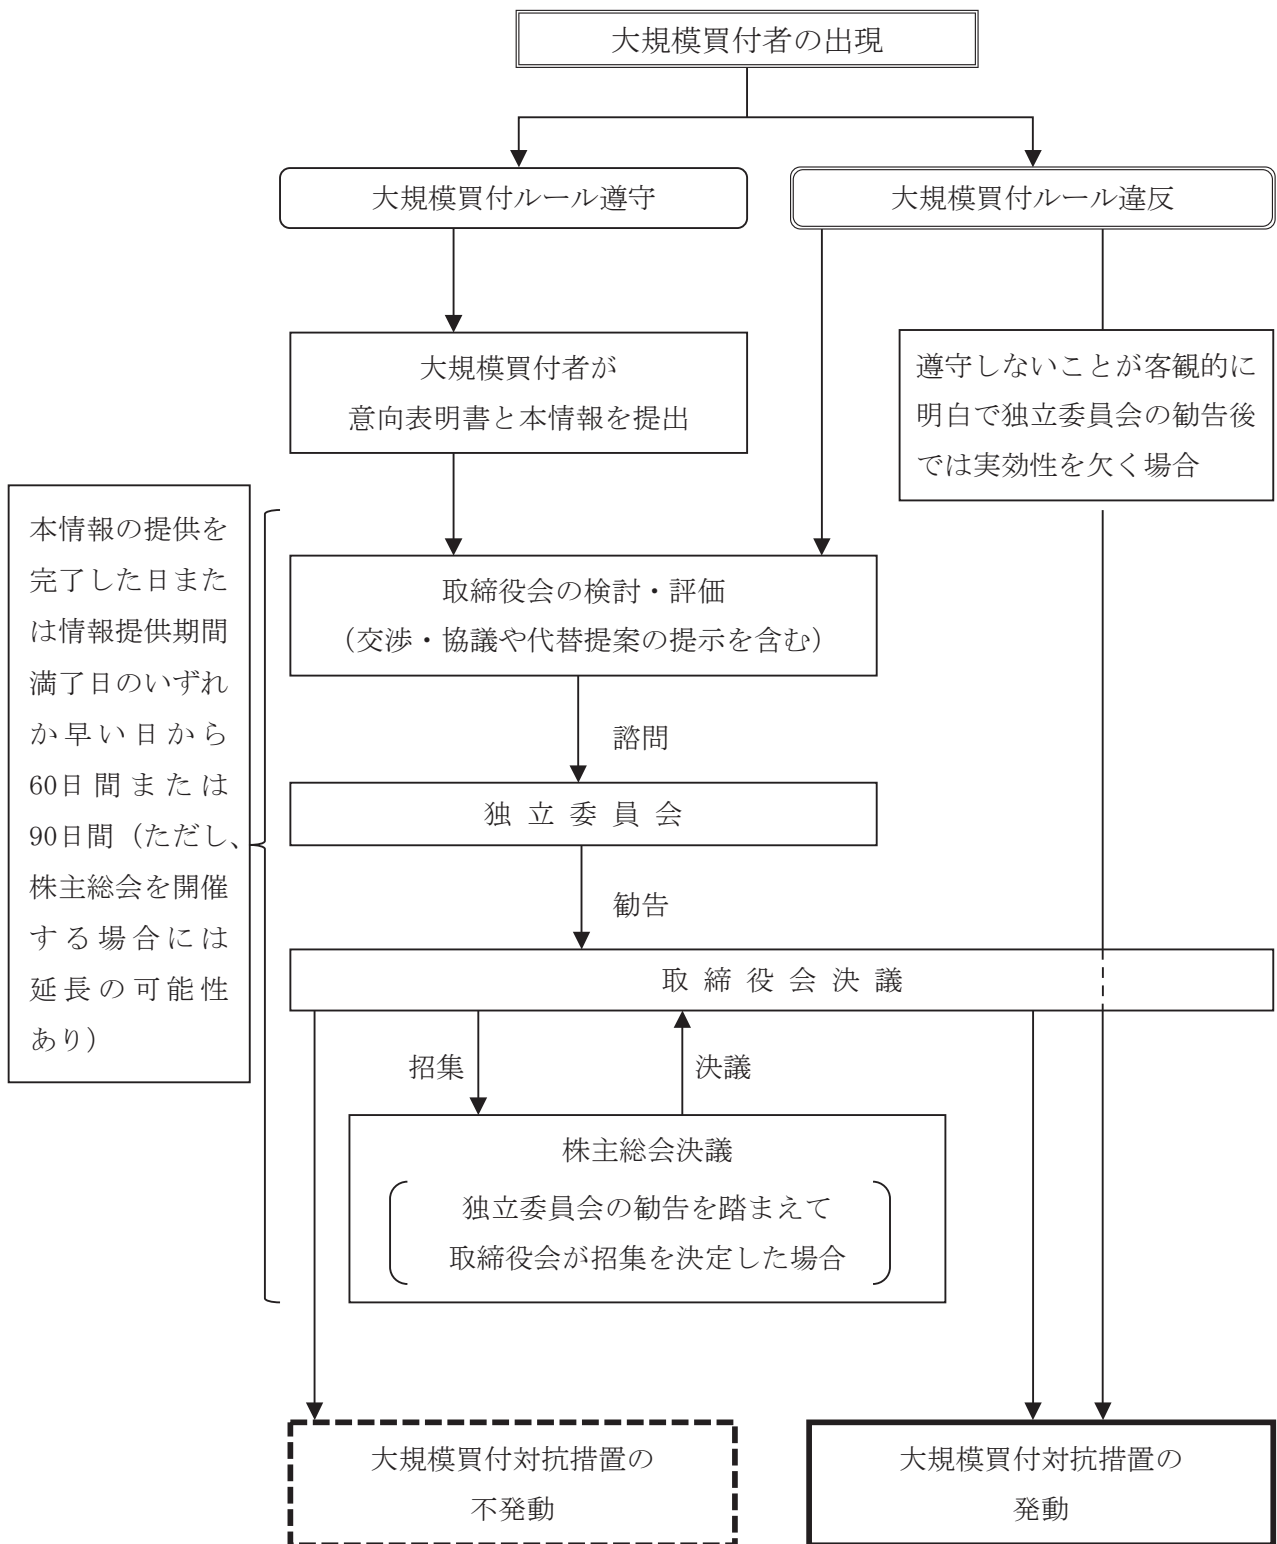 大規模買付者の出現
大規模買付ルール遵守
大規模買付ルール違反
大規模買付者が
意向表明書と本情報を提出
遵守しないことが客観的に
明白で独立委員会の勧告後
では実効性を欠く場合
本情報の提供を
完了した日また
は情報提供期間
満了日のいずれ
か早い日から
60日間または
90日間（ただし、
株主総会を開催
する場合には
延長の可能性
あり）
取締役会の検討・評価
（交渉・協議や代替提案の提示を含む）
諮問
独立委員会
勧告
取締役会決議
招集
決議
株主総会決議
独立委員会の勧告を踏まえて
取締役会が招集を決定した場合
大規模買付対抗措置の
不発動
大規模買付対抗措置の
発動